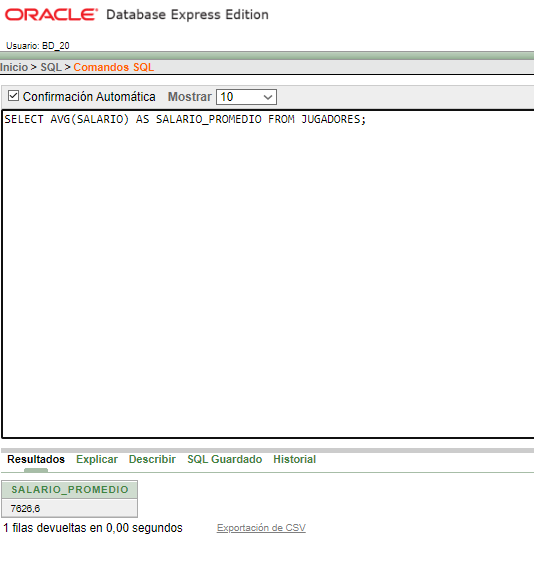 ORACLE® Database Express Edition
Usuario: BD_20
Inicio > SQL > Comandos SQL
Confirmación Automática Mostrar 10
SELECT AVG(SALARIO) AS SALARIO_PROMEDIO FROM JUGADORES;
Resultados Explicar Describir SQL Guardado Historial
SALARIO_PROMEDIO
7626,6
1 filas devueltas en 0,00 segundos Exportación de CSV